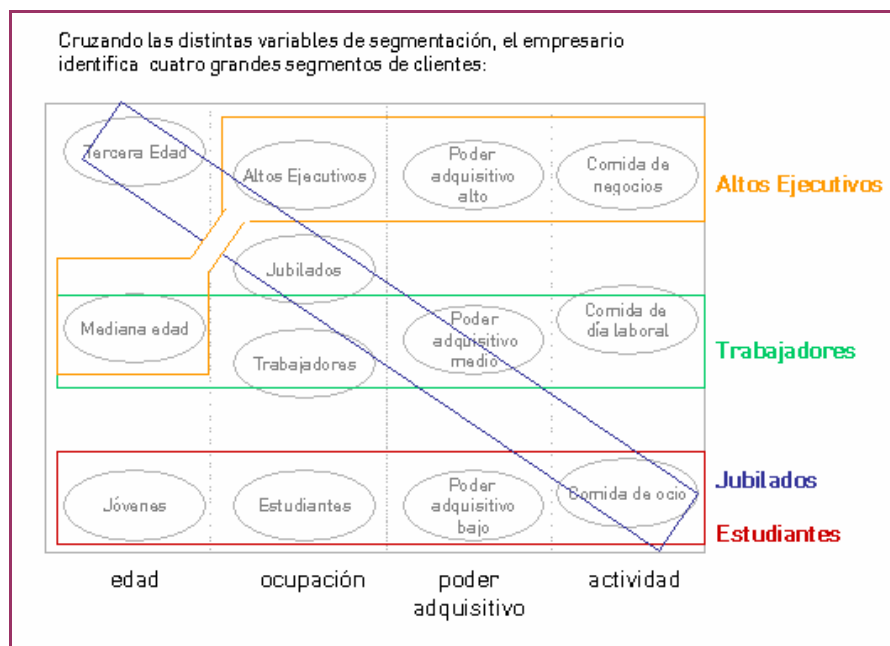 Cruzando las distintas variables de segmentación, el empresario
identifica cuatro grandes segmentos de clientes:
Tercera Edad
Altos Ejecutivos
Poder
adquisitivo
alto
Comida de
negocios
Altos Ejecutivos
Jubilados
Mediana edad
Trabajadores
Poder
adquisitivo
medio
Comida de
día laboral
Trabajadores
Jóvenes
Estudiantes
Poder
adquisitivo
bajo
Comida de ocio
Jubilados
Estudiantes
edad
ocupación
poder
adquisitivo
actividad